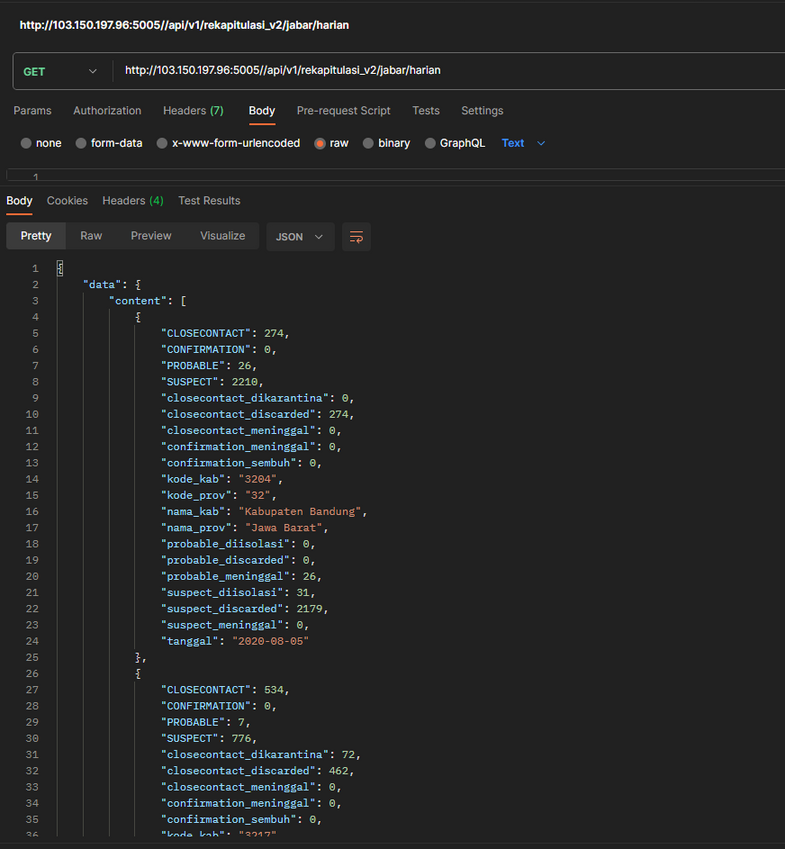 http://103.150.197.96:5005//api/v1/rekapitulasi_v2/jabar/harian
GET http://103.150.197.96:5005//api/v1/rekapitulasi_v2/jabar/harian
Params Authorization Headers (7) Body Pre-request Script Tests Settings
none form-data x-www-form-urlencoded raw binary GraphQL Text
1
Body Cookies Headers (4) Test Results
Pretty Raw Preview Visualize JSON
1 {
2 "data": {
3 "content": [
4 {
5 "CLOSECONTACT": 274,
6 "CONFIRMATION": 0,
7 "PROBABLE": 26,
8 "SUSPECT": 2210,
9 "closecontact_dikarantina": 0,
10 "closecontact_discarded": 274,
11 "closecontact_meninggal": 0,
12 "confirmation_meninggal": 0,
13 "confirmation_sembuh": 0,
14 "kode_kab": "3204",
15 "kode_prov": "32",
16 "nama_kab": "Kabupaten Bandung",
17 "nama_prov": "Jawa Barat",
18 "probable_diisolasi": 0,
19 "probable_discarded": 0,
20 "probable_meninggal": 26,
21 "suspect_diisolasi": 31,
22 "suspect_discarded": 2179,
23 "suspect_meninggal": 0,
24 "tanggal": "2020-08-05"
25 },
26 {
27 "CLOSECONTACT": 534,
28 "CONFIRMATION": 0,
29 "PROBABLE": 7,
30 "SUSPECT": 776,
31 "closecontact_dikarantina": 72,
32 "closecontact_discarded": 462,
33 "closecontact_meninggal": 0,
34 "confirmation_meninggal": 0,
35 "confirmation_sembuh": 0,
36 "kode_kab": "3217"